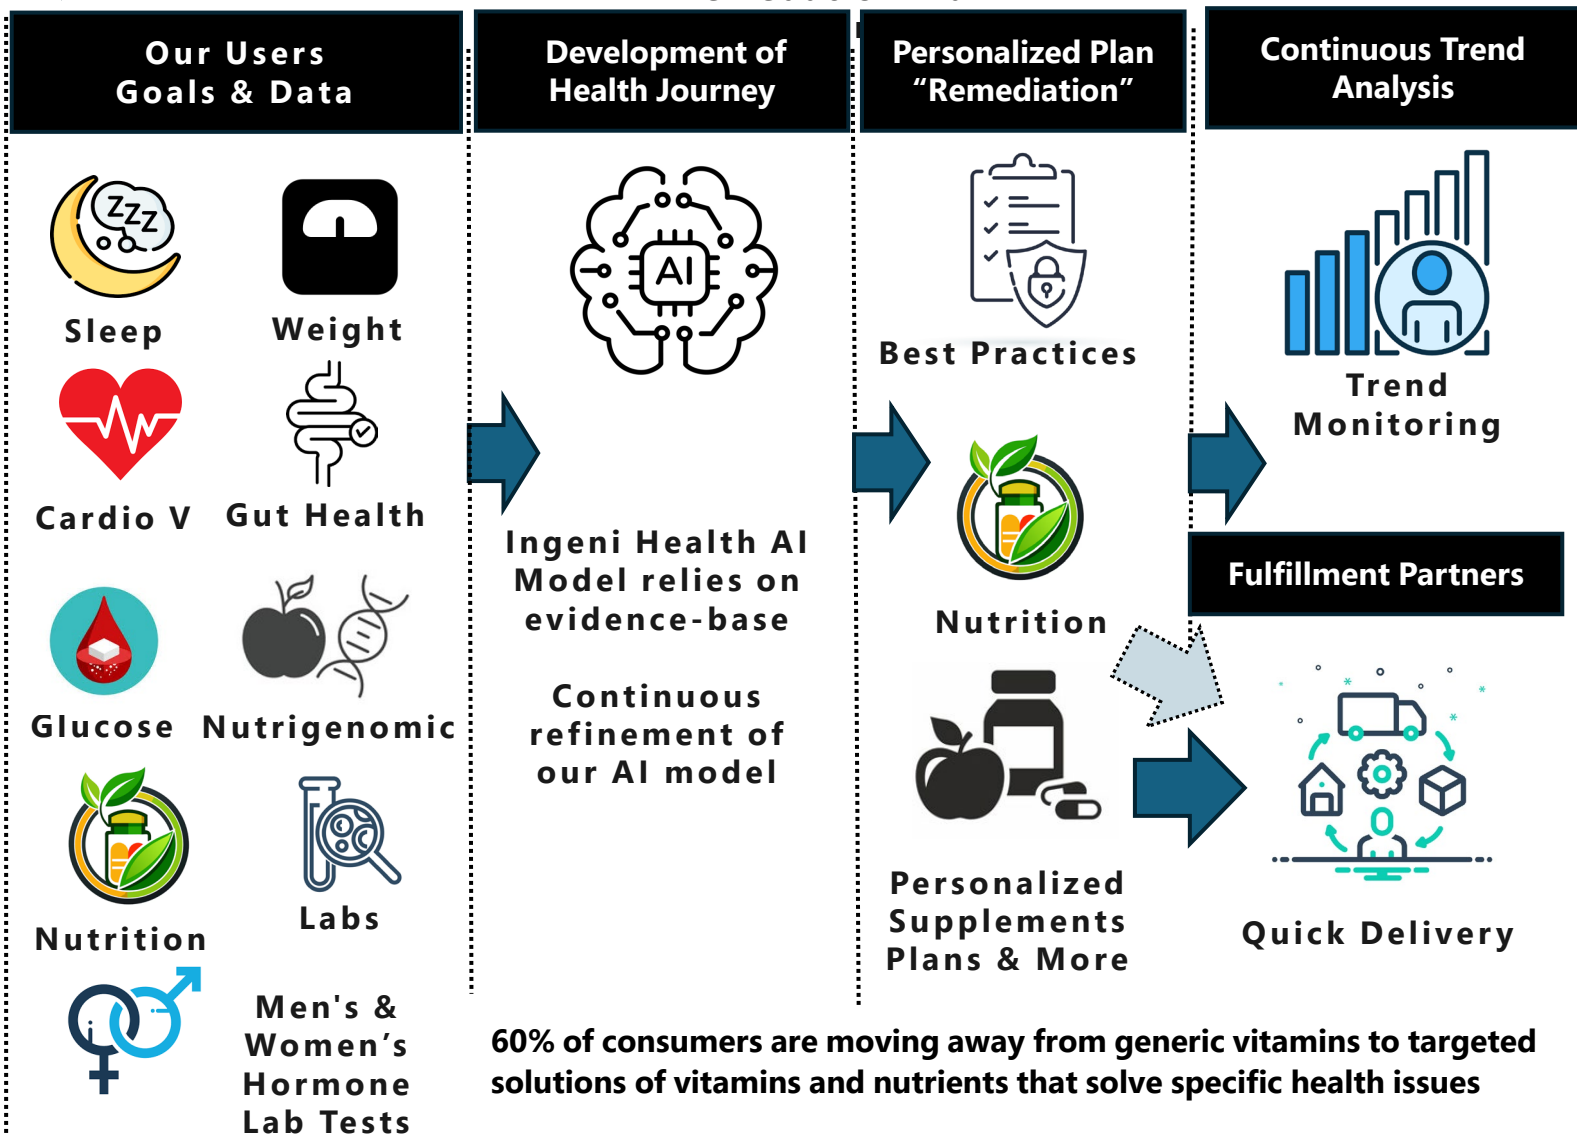 Our Users
Goals & Data
Sleep
Weight
Cardio V
Gut Health
Glucose
Nutrigenomic
Nutrition
Labs
Men's &
Women’s
Hormone
Lab Tests
Development of
Health Journey
AI
Ingeni Health AI
Model relies on
evidence-base
Continuous
refinement of
our AI model
Personalized Plan
“Remediation”
Best Practices
Nutrition
Personalized
Supplements
Plans & More
Continuous Trend
Analysis
Trend
Monitoring
Fulfillment Partners
Quick Delivery
60% of consumers are moving away from generic vitamins to targeted
solutions of vitamins and nutrients that solve specific health issues
zzz